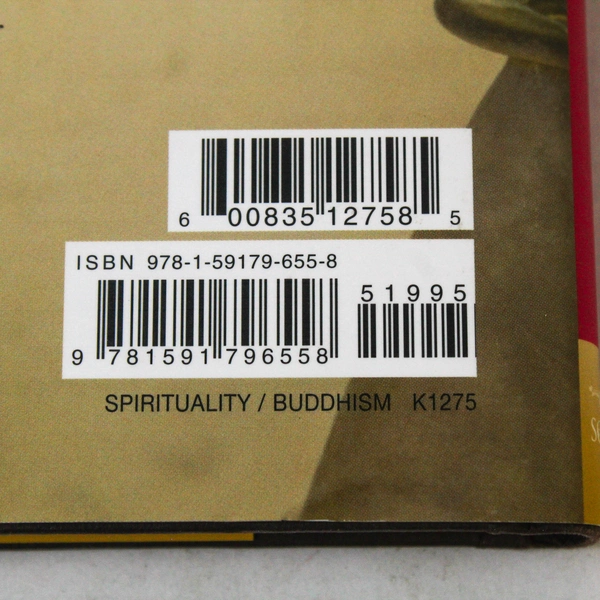 6 00835 12758 5
ISBN 978-1-59179-655-8
51995
9 781591 796558
SPIRITUALITY / BUDDHISM K1275